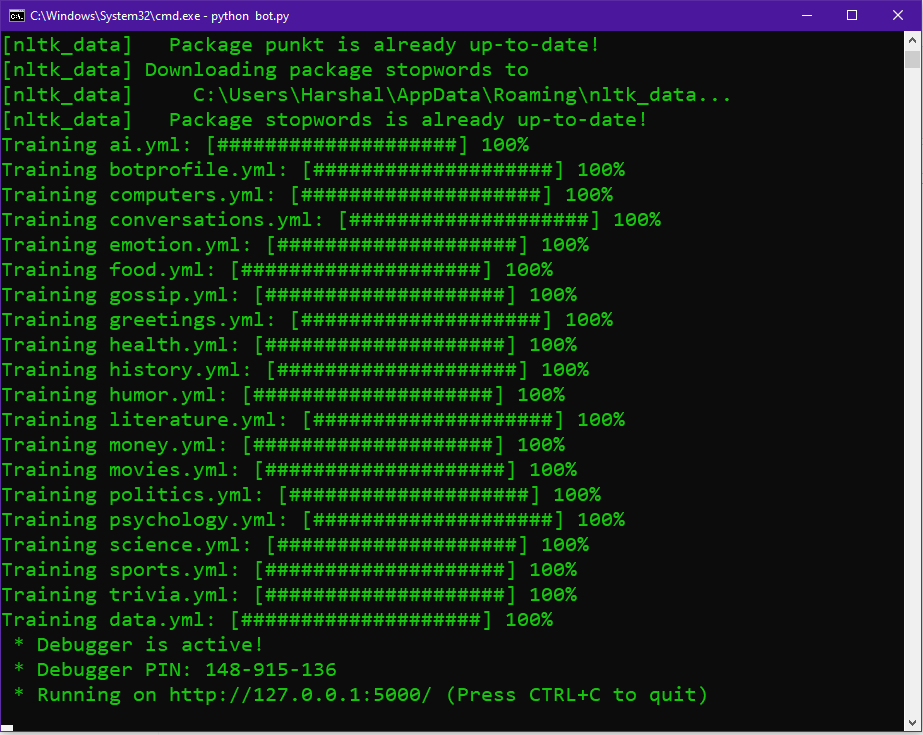 C:\Windows\System32\cmd.exe - python  bot.py
[nltk_data]   Package punkt is already up-to-date!
[nltk_data] Downloading package stopwords to
[nltk_data]     C:\Users\Harshal\AppData\Roaming\nltk_data...
[nltk_data]   Package stopwords is already up-to-date!
Training ai.yml: [####################] 100%
Training botprofile.yml: [####################] 100%
Training computers.yml: [####################] 100%
Training conversations.yml: [####################] 100%
Training emotion.yml: [####################] 100%
Training food.yml: [####################] 100%
Training gossip.yml: [####################] 100%
Training greetings.yml: [####################] 100%
Training health.yml: [####################] 100%
Training history.yml: [####################] 100%
Training humor.yml: [####################] 100%
Training literature.yml: [####################] 100%
Training money.yml: [####################] 100%
Training movies.yml: [####################] 100%
Training politics.yml: [####################] 100%
Training psychology.yml: [####################] 100%
Training science.yml: [####################] 100%
Training sports.yml: [####################] 100%
Training trivia.yml: [####################] 100%
Training data.yml: [####################] 100%
 * Debugger is active!
 * Debugger PIN: 148-915-136
 * Running on http://127.0.0.1:5000/ (Press CTRL+C to quit)